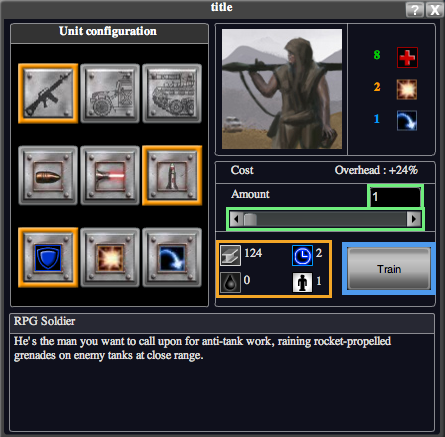 title
? X
Unit configuration
8
2
1
Cost Overhead : +24%
Amount 1
124 2
0 1
Train
RPG Soldier
He's the man you want to call upon for anti-tank work, raining rocket-propelled
grenades on enemy tanks at close range.